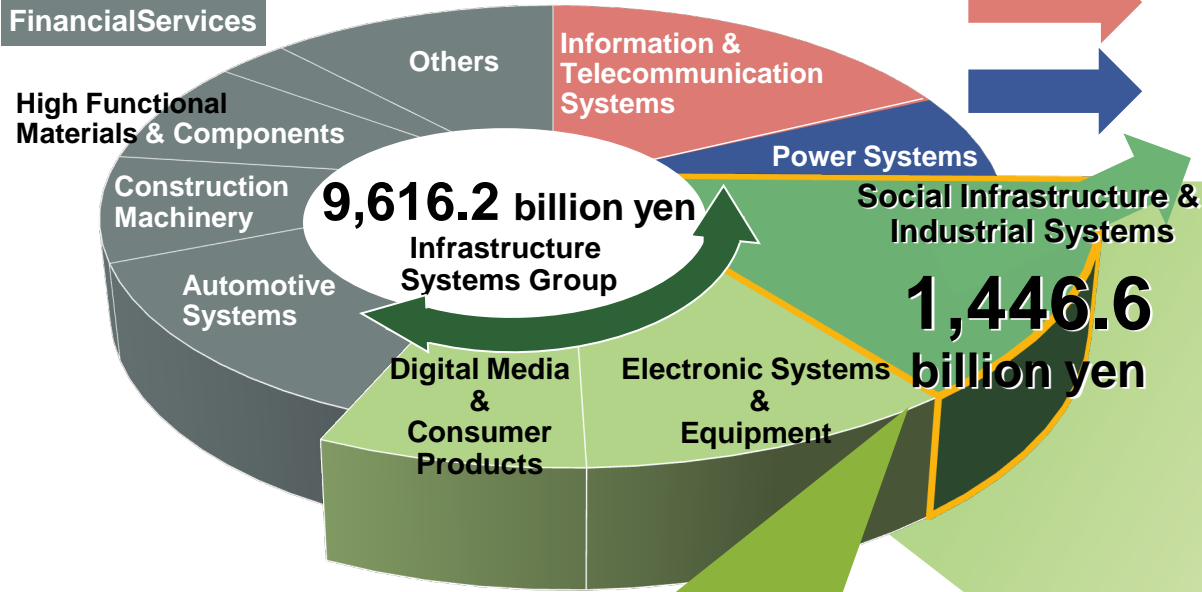 FinancialServices
Others
Information &
Telecommunication
Systems
High Functional
Materials & Components
Power Systems
Construction
Machinery
9,616.2 billion yen
Infrastructure
Systems Group
Social Infrastructure &
Industrial Systems
1,446.6
billion yen
Automotive
Systems
Digital Media
&
Consumer
Products
Electronic Systems
&
Equipment